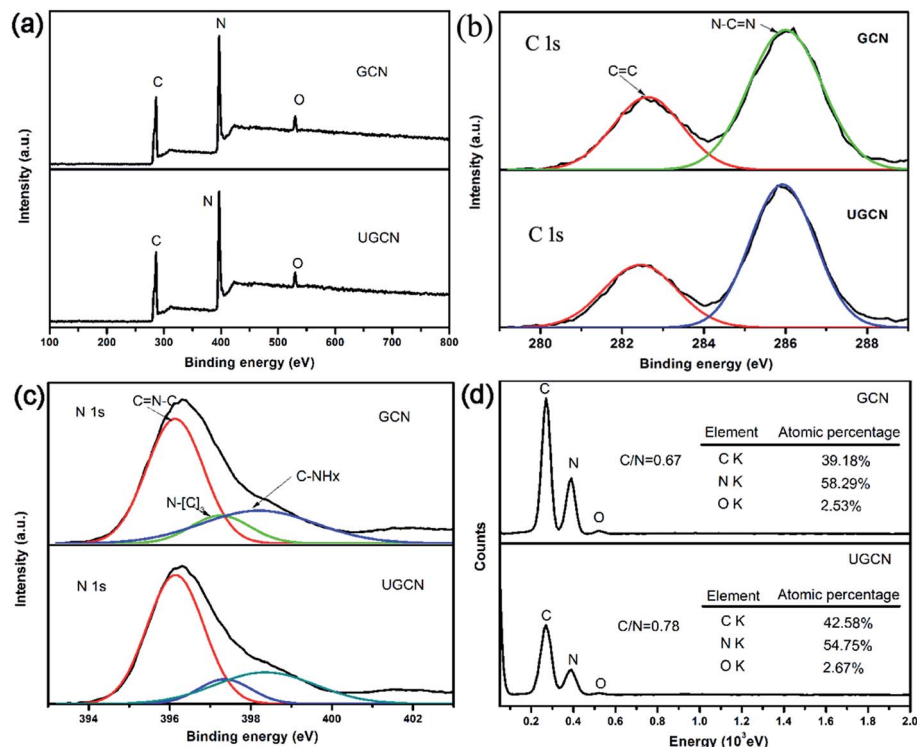 (a)
N
GCN
C
O
N
UGCN
C
O
Intensity (a.u.)
100 200 300 400 500 600 700 800
Binding energy (eV)
(b)
C 1s
N-C=N
GCN
C=C
C 1s
UGCN
Intensity (a.u.)
280 282 284 286 288
Binding energy (eV)
(c)
N 1s
C=N-C
GCN
C-NHx
N-[C]3
N 1s
UGCN
Intensity (a.u.)
394 396 398 400 402
Binding energy (eV)
(d)
C
GCN
Element Atomic percentage
C/N=0.67
C K 39.18%
N
N K 58.29%
O K 2.53%
O
UGCN
Element Atomic percentage
C
C/N=0.78
C K 42.58%
N K 54.75%
N
O K 2.67%
O
Counts
0.2 0.4 0.6 0.8 1.0 1.2 1.4 1.6 1.8 2.0
Energy (10³eV)